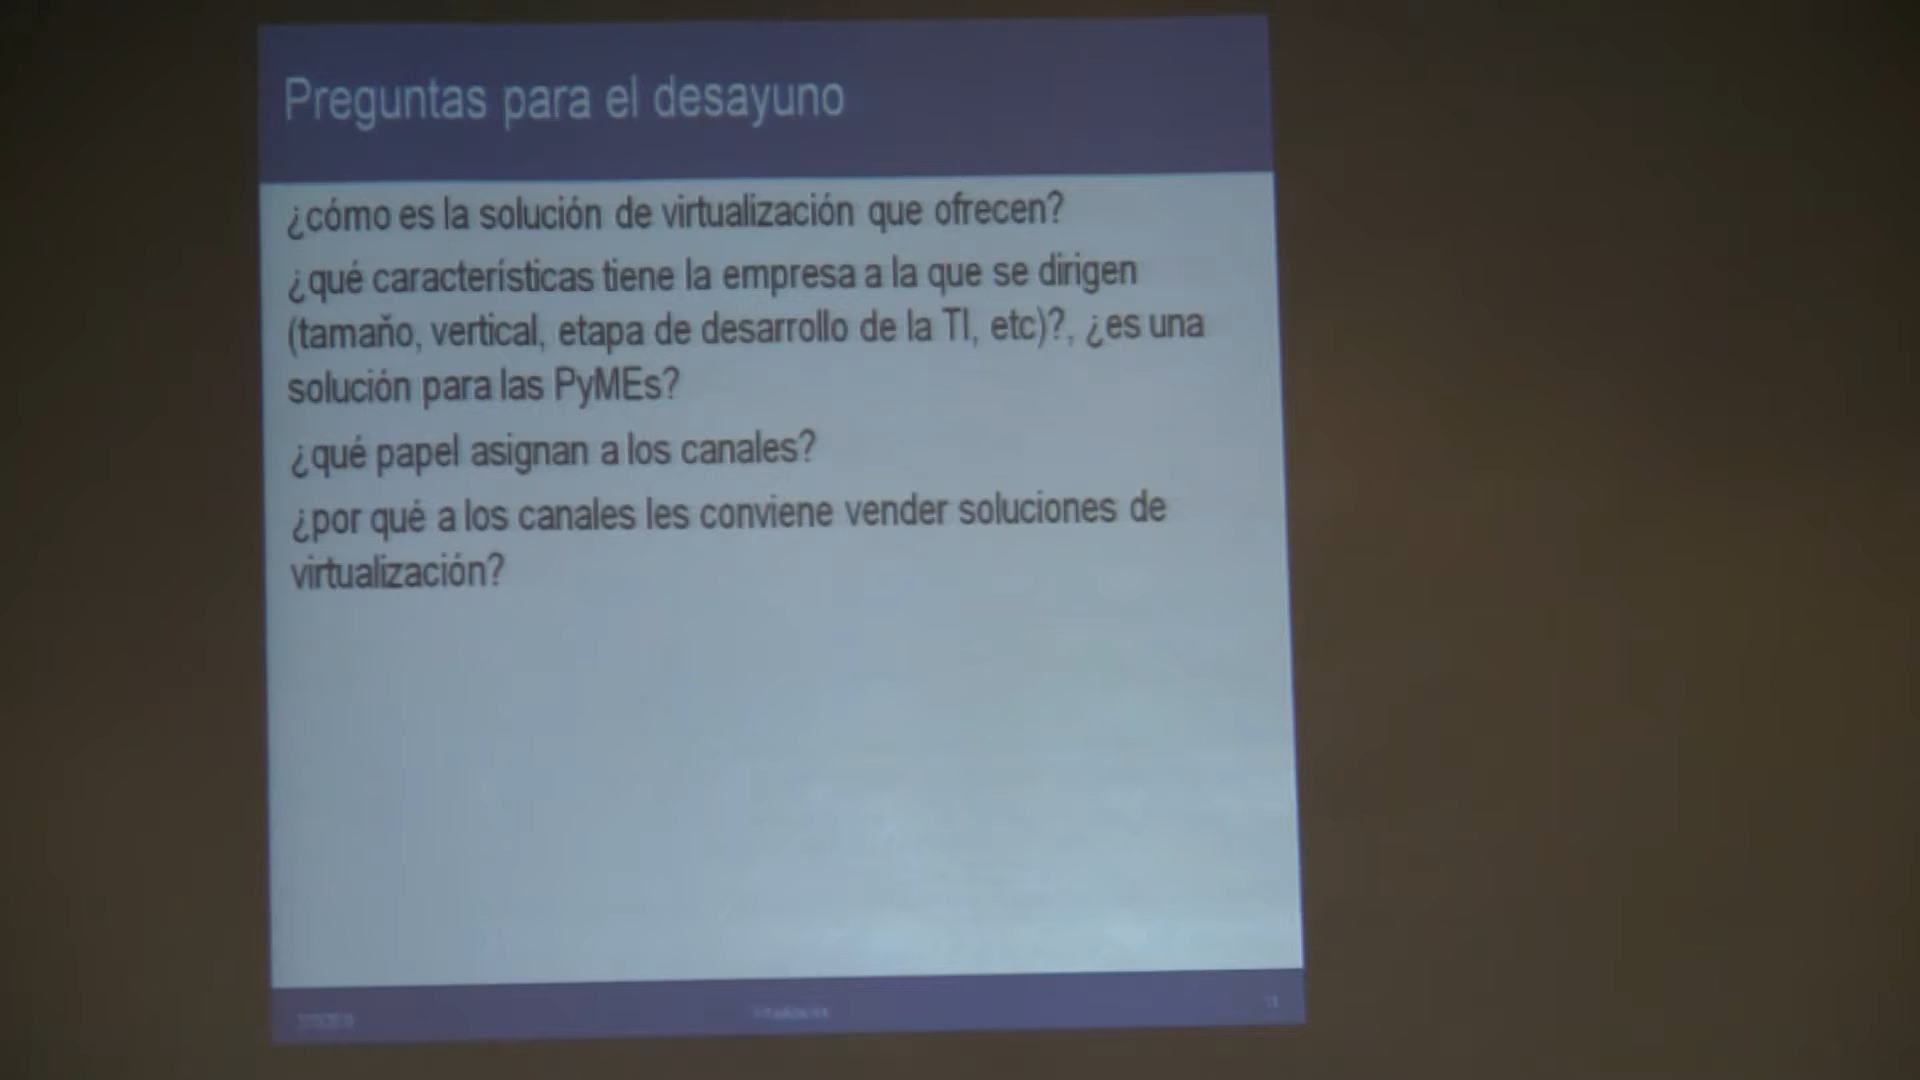 Preguntas para el desayuno
¿cómo es la solución de virtualización que ofrecen?
¿qué características tiene la empresa a la que se dirigen
(tamaño, vertical, etapa de desarrollo de la TI, etc)?, ¿es una
solución para las PyMEs?
¿qué papel asignan a los canales?
¿por qué a los canales les conviene vender soluciones de
virtualización?